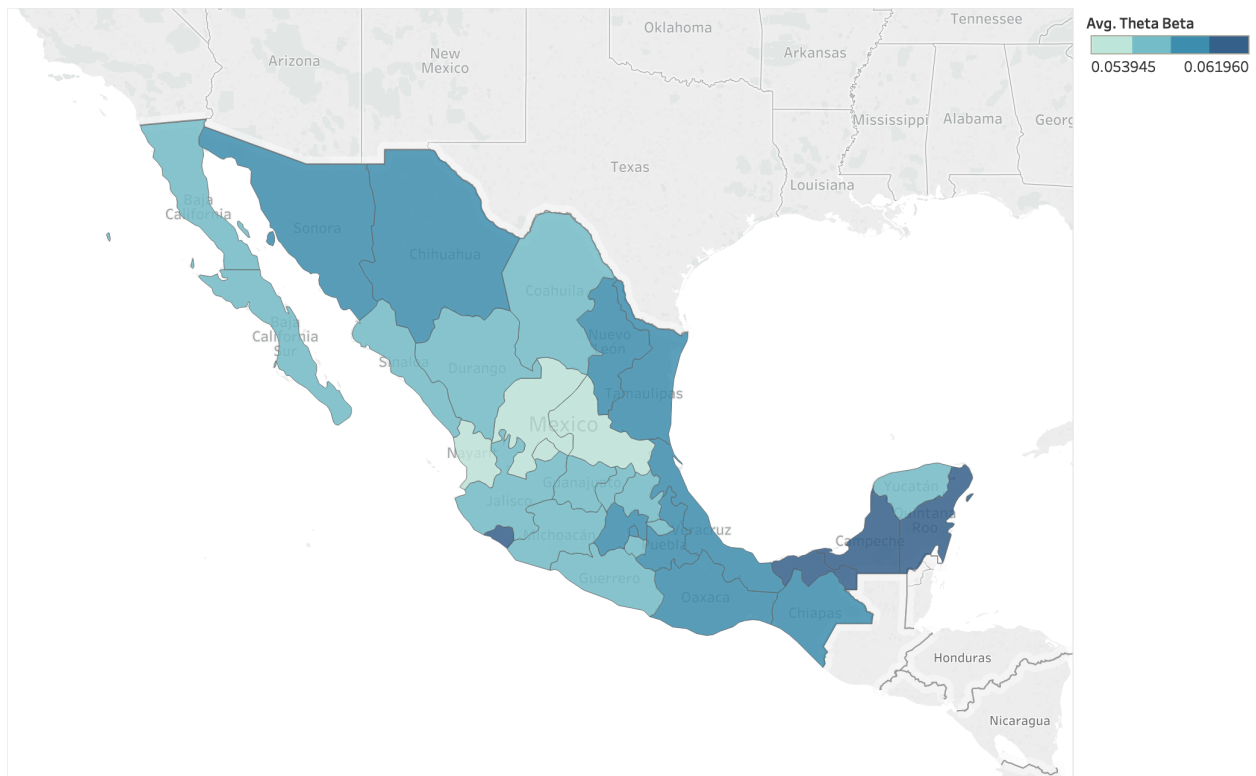 Avg. Theta Beta
0.053945 0.061960
Oklahoma
Tennessee
Arkansas
Arizona
New
Mexico
Mississippi
Alabama
Georg
Texas
Louisiana
Baja
California
Sonora
Chihuahua
Coahuila
Baja
California
Sur
Nuevo
León
Sinaloa
Durango
Tamaulipas
Mexico
Nayarit
Guanajuato
Jalisco
Yucatán
Quintana
Roo
Michoacán
Veracruz
Puebla
Campeche
Guerrero
Oaxaca
Chiapas
Honduras
Nicaragua